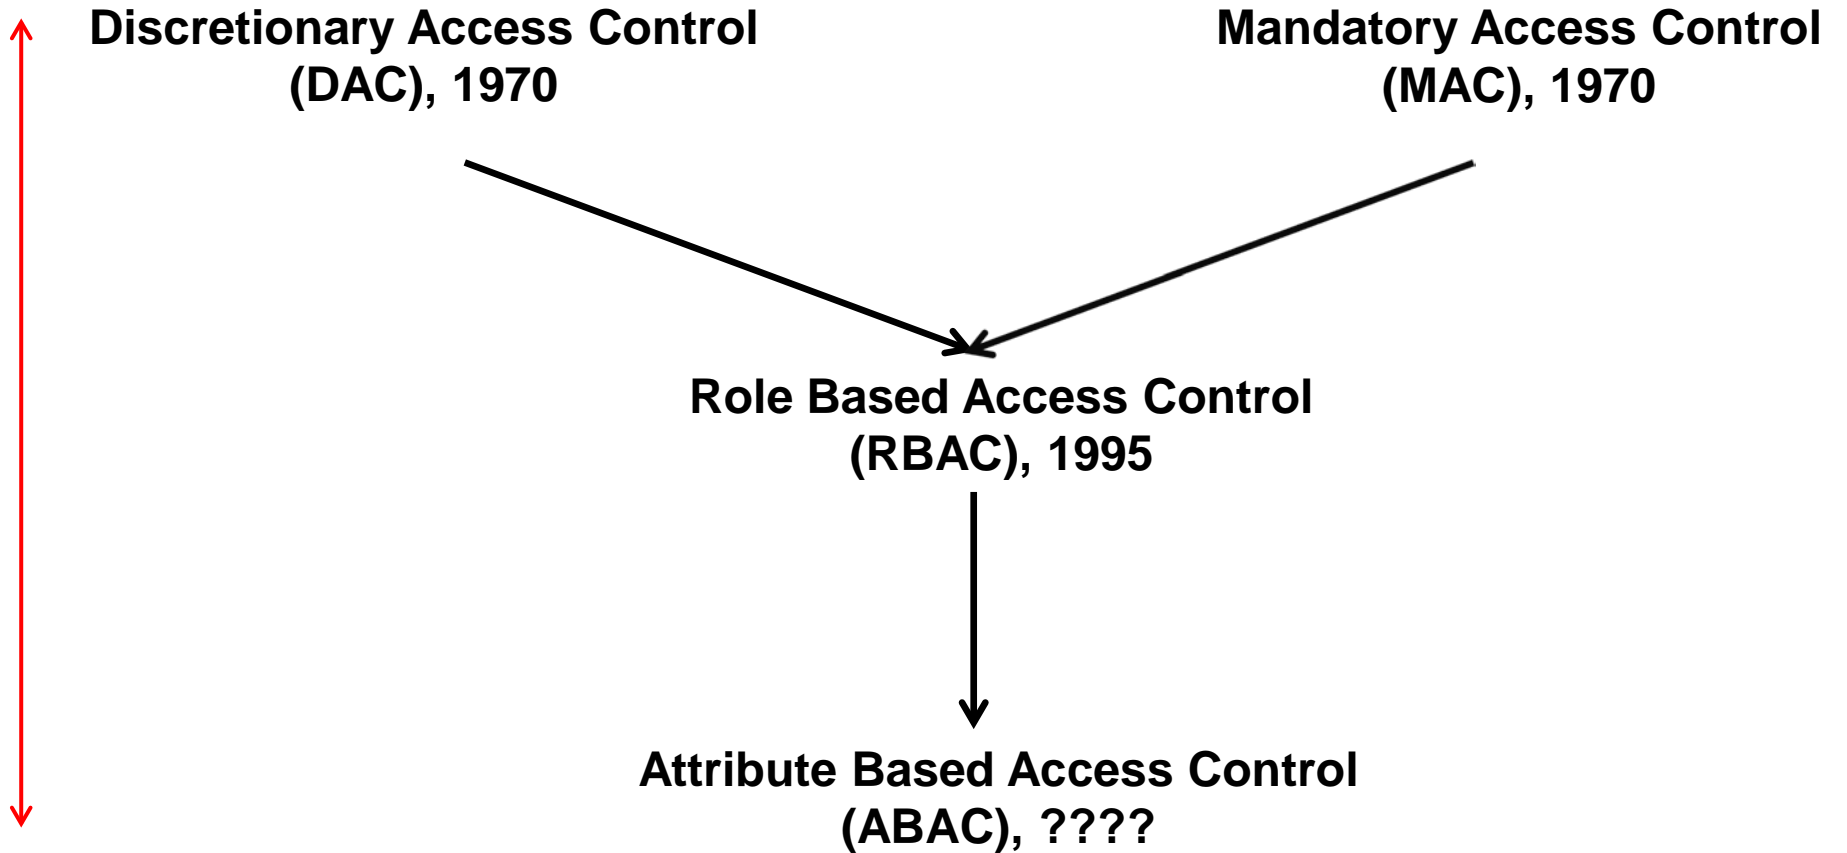 Discretionary Access Control
(DAC), 1970
Mandatory Access Control
(MAC), 1970
Role Based Access Control
(RBAC), 1995
Attribute Based Access Control
(ABAC), ????